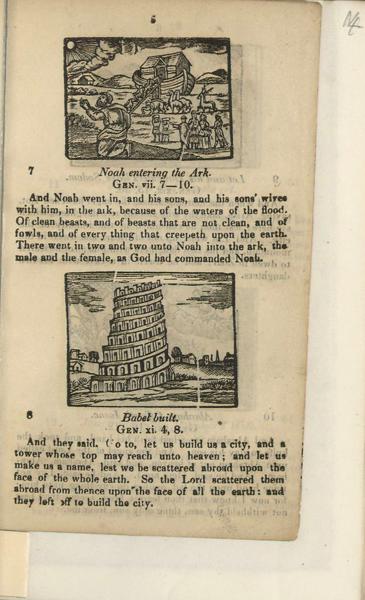 5
7
Noah entering the Ark.
GEN. vii. 7—10.
And Noah went in, and his sons, and his sons' wives
with him, in the ark, because of the waters of the flood.
Of clean beasts, and of beasts that are not clean, and of
fowls, and of every thing that creepeth upon the earth.
There went in two and two unto Noah into the ark, the
male and the female, as God had commanded Noah.
8
Babel built.
GEN. xi. 4, 8.
And they said, Go to, let us build us a city, and a
tower whose top may reach unto heaven; and let us
make us a name, lest we be scattered abroad upon the
face of the whole earth. So the Lord scattered them
abroad from thence upon the face of all the earth: and
they left off to build the city.